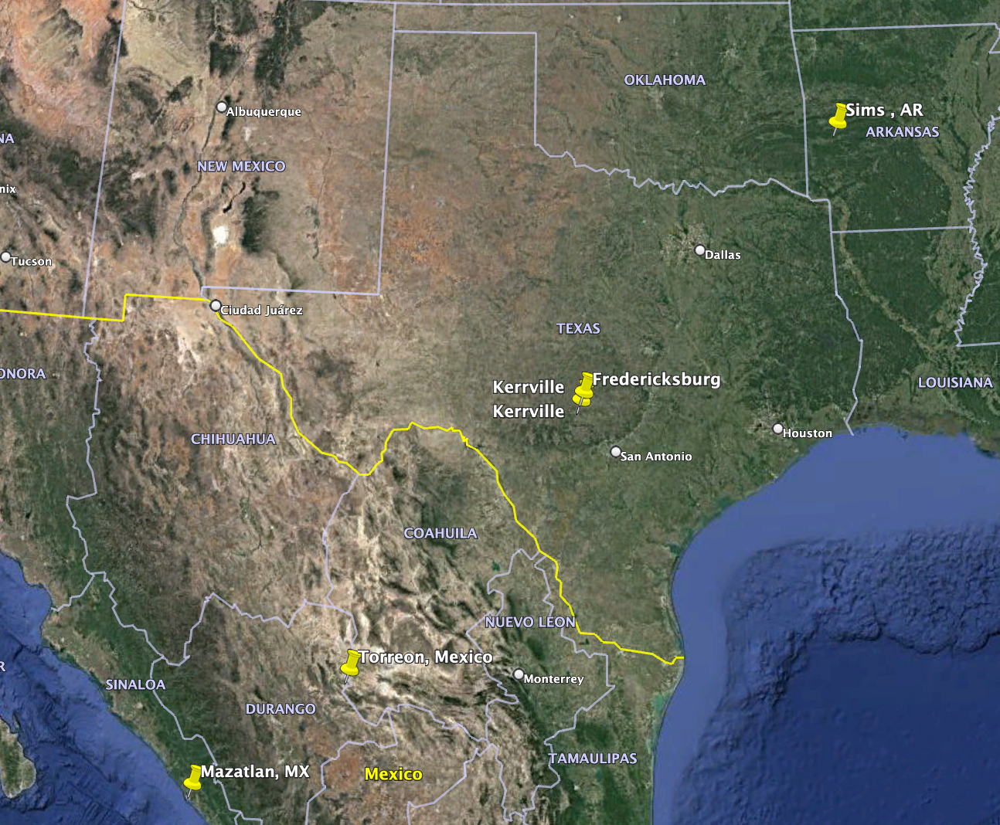 OKLAHOMA
Sims , AR
Albuquerque
ARKANSAS
NA
NEW MEXICO
nix
Dallas
Tucson
Ciudad Juárez
TEXAS
ONORA
Fredericksburg
Kerrville
LOUISIANA
Kerrville
Houston
CHIHUAHUA
San Antonio
COAHUILA
NUEVO LEON
Torreon, Mexico
R
Monterrey
SINALOA
DURANGO
TAMAULIPAS
Mazatlan, MX
Mexico